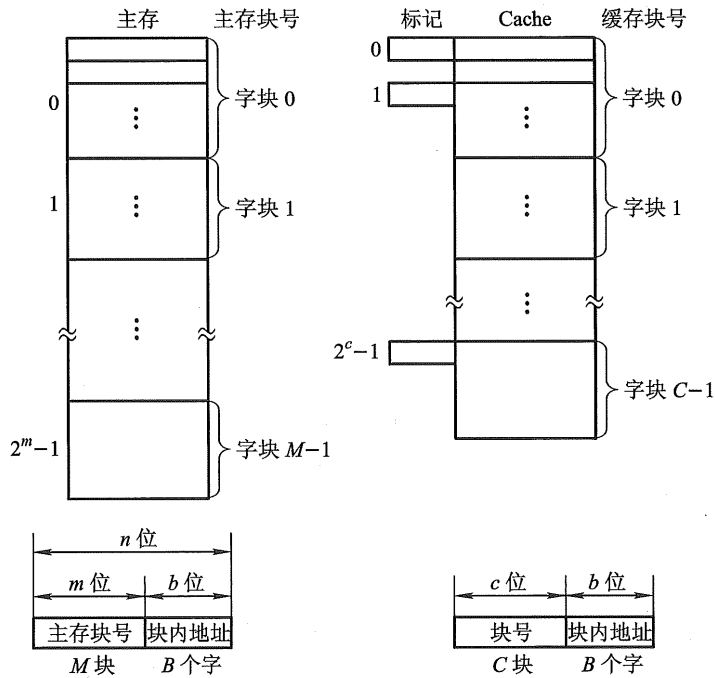 主存 主存块号 标记 Cache 缓存块号
0
字块 0
1
字块 1
2^m−1
字块 M−1
0
1
字块 0
字块 1
2^c−1
字块 C−1
n 位
m 位 b 位
主存块号 块内地址
M 块 B 个字
c 位 b 位
块号 块内地址
C 块 B 个字